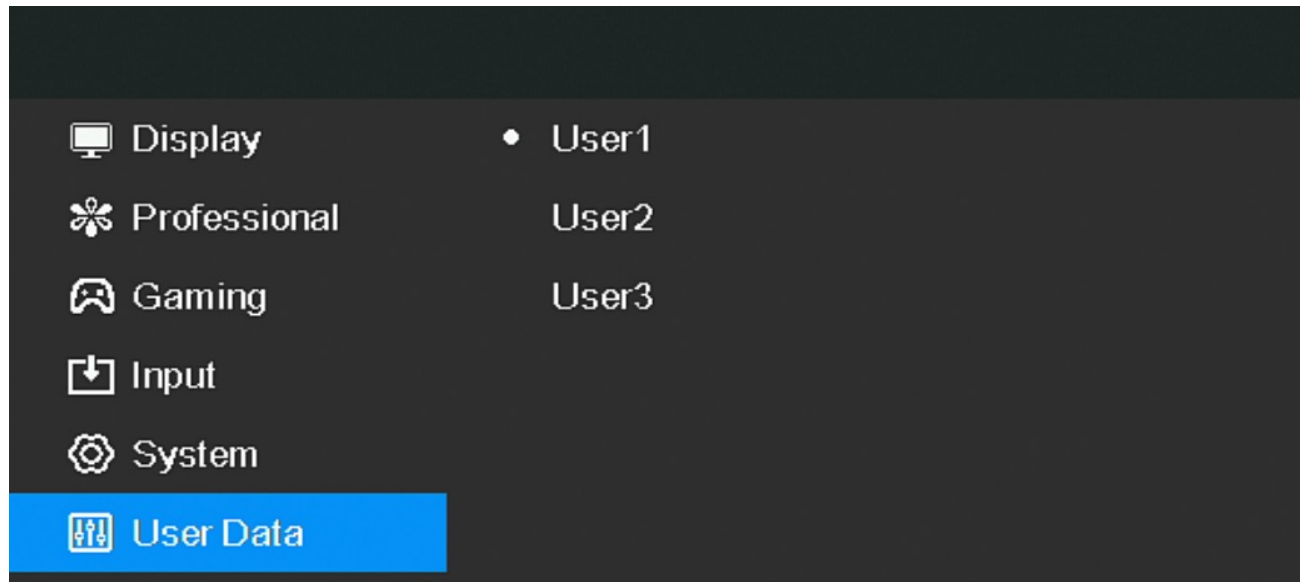 Display
User1
Professional
User2
Gaming
User3
Input
System
User Data